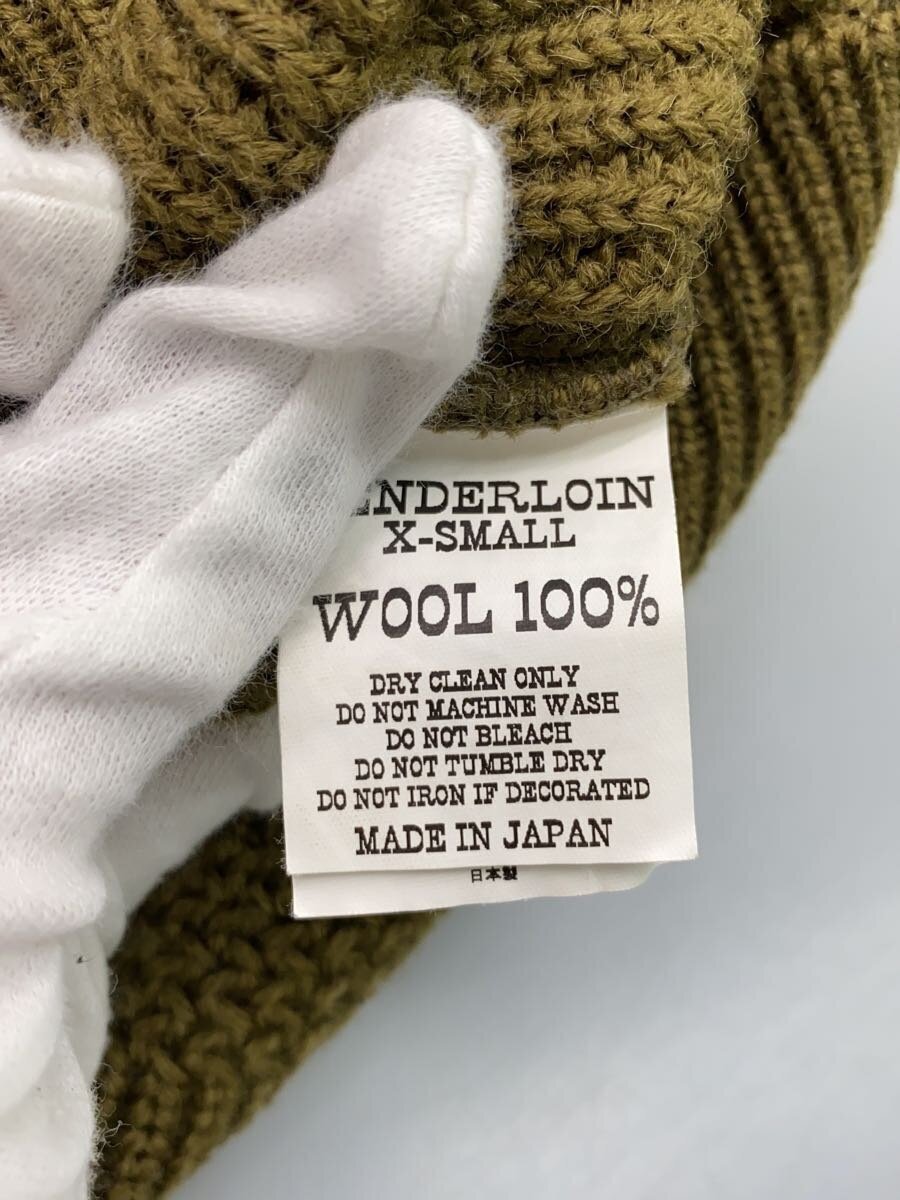 ENDERLOIN
X-SMALL
WOOL 100%
DRY CLEAN ONLY
DO NOT MACHINE WASH
DO NOT BLEACH
DO NOT TUMBLE DRY
DO NOT IRON IF DECORATED
MADE IN JAPAN
日本製